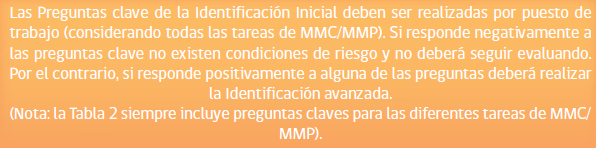 Las Preguntas clave de la Identificación Inicial deben ser realizadas por puesto de
trabajo (considerando todas las tareas de MMC/MMP). Si responde negativamente a
las preguntas clave no existen condiciones de riesgo y no deberá seguir evaluando.
Por el contrario, si responde positivamente a alguna de las preguntas deberá realizar
la Identificación avanzada.
(Nota: la Tabla 2 siempre incluye preguntas claves para las diferentes tareas de MMC/
MMP).